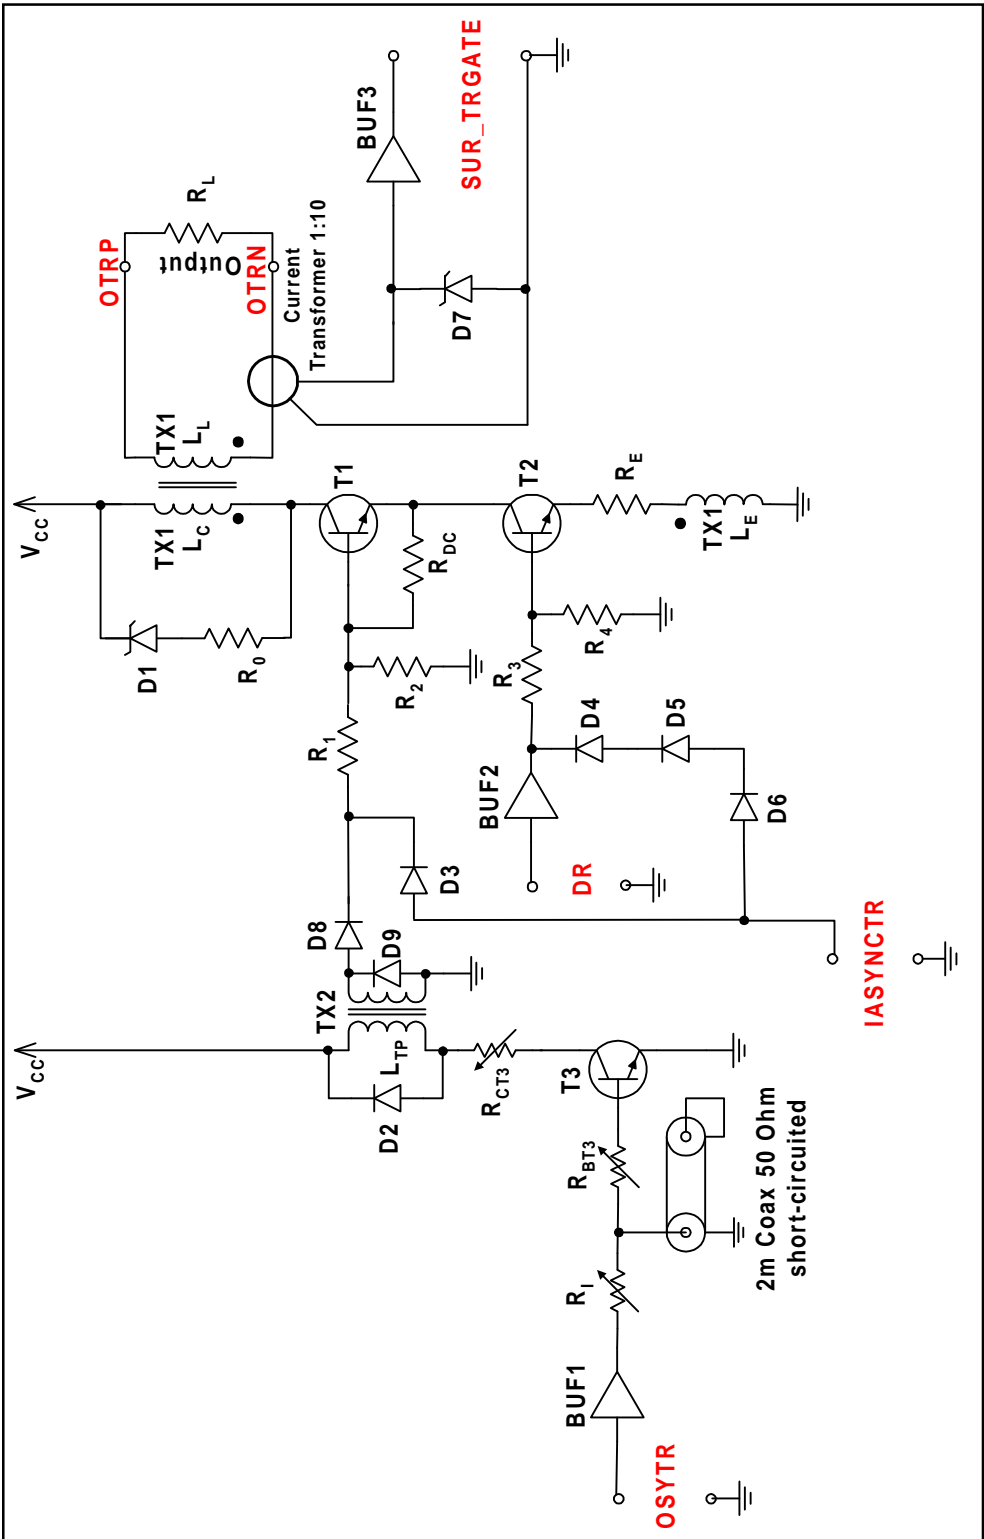 V_CC
TX2
L_TP
D2
R_CT3
D8
D9
T3
R_BT3
R_I
BUF1
OSYTR
2m Coax 50 Ohm
short-circuited
V_CC
TX1
L_C
D1
R_0
TX1
L_L
OTRP
Output
OTRN
R_L
Current
Transformer 1:10
BUF3
D7
SUR_TRGATE
T1
R_DC
R_1
R_2
D3
T2
R_E
TX1
L_E
R_3
R_4
BUF2
D4
D5
D6
DR
IASYNCTR